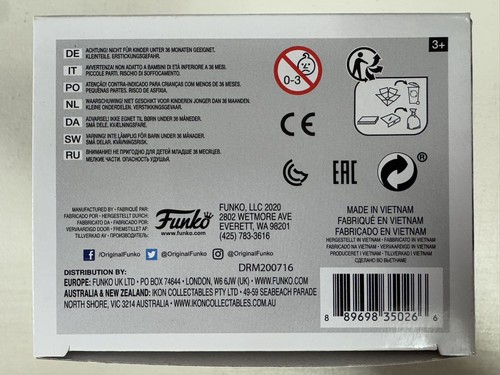 3+
DE ACHTUNG! NICHT FÜR KINDER UNTER 36 MONATEN GEEIGNET.
KLEINTEILE. ERSTICKUNGSGEFAHR.
IT AVVERTENZA! NON ADATTO A BAMBINI DI ETÀ INFERIORE A 36 MESI.
PICCOLE PARTI. RISCHIO DI SOFFOCAMENTO.
PO ATENÇÃO! CONTRA-INDICADO PARA CRIANÇAS COM MENOS DE 36 MESES.
PEQUENAS PARTES. RISCO DE ASFIXIA.
NL WAARSCHUWING! NIET GESCHIKT VOOR KINDEREN JONGER DAN 36 MAANDEN.
KLEINE ONDERDELEN. VERSTIKKINGSGEVAAR.
DA ADVARSEL! IKKE EGNET TIL BØRN UNDER 36 MÅNEDER.
SMÅ DELE. KVÆLNINGSFARE.
SW VARNING! INTE LÄMPLIG FÖR BARN UNDER 36 MÅNADER.
SMÅ DELAR. KVÄVNINGSRISK.
RU ВНИМАНИЕ! НЕ ПРИГОДНО ДЛЯ ДЕТЕЙ МЛАДШЕ 36 МЕСЯЦЕВ.
МЕЛКИЕ ЧАСТИ. ОПАСНОСТЬ УДУШЬЯ.
0-3
CE
EAC
®
MANUFACTURED BY • FABRIQUÉ PAR
FABRICADO POR • HERGESTELLT DURCH
FABBRICATO DA • FABRICADO POR
VERVAARDIGD DOOR • FREMSTILLET AF
TILLVERKAD AV • ПРОИЗВОДИТЕЛЬ
Funko
www.funko.com
FUNKO, LLC 2020
2802 WETMORE AVE
EVERETT, WA 98201
(425) 783-3616
MADE IN VIETNAM
FABRIQUÉ EN VIETNAM
FABRICADO EN VIETNAM
HERGESTELLT IN VIETNAM • FABBRICATO IN VIETNAM
FABRICADO NO VIETNAM • VERVAARDIGD IN VIETNAM
PRODUCERET I VIETNAM • TILLVERKAD I VIETNAM
СДЕЛАНО ВО ВЬЕТНАМЕ
/OriginalFunko @OriginalFunko @OriginalFunko
DRM200716
DISTRIBUTION BY:
EUROPE: FUNKO UK LTD • PO BOX 74644 • LONDON, W6 6JW (UK) • WWW.FUNKO.COM
AUSTRALIA & NEW ZEALAND: IKON COLLECTABLES PTY LTD • 49-59 SEABEACH PARADE
NORTH SHORE, VIC 3214 AUSTRALIA • WWW.IKONCOLLECTABLES.COM.AU
8 89698 35026 6